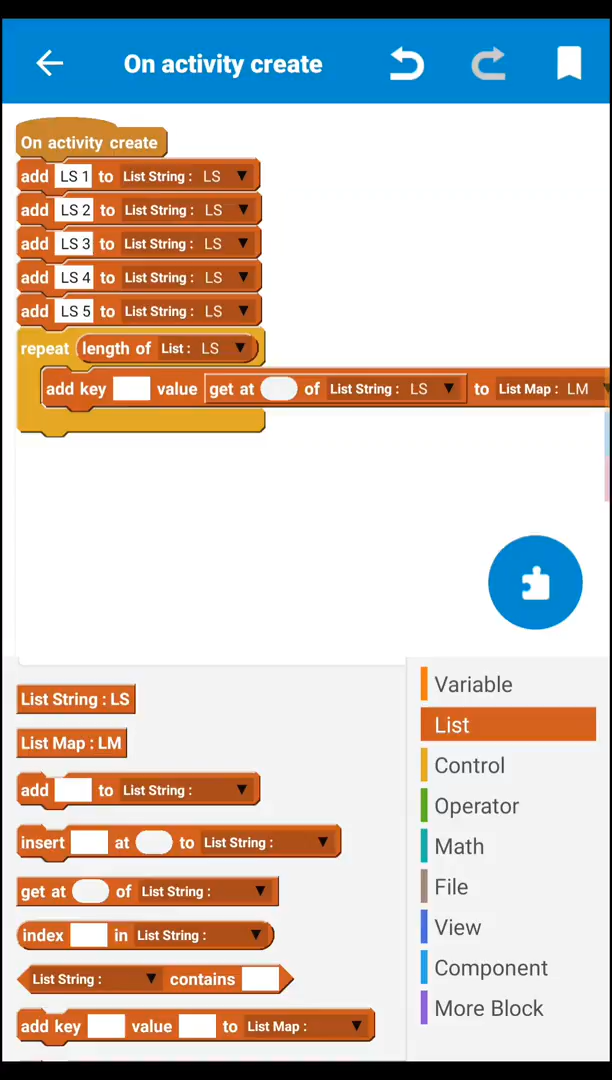 On activity create
On activity create
add LS 1 to List String : LS
add LS 2 to List String : LS
add LS 3 to List String : LS
add LS 4 to List String : LS
add LS 5 to List String : LS
repeat length of List : LS
add key value get at of List String : LS to List Map : LM
List String : LS
List Map : LM
add to List String :
insert at to List String :
get at of List String :
index in List String :
List String : contains
add key value to List Map :
Variable
List
Control
Operator
Math
File
View
Component
More Block